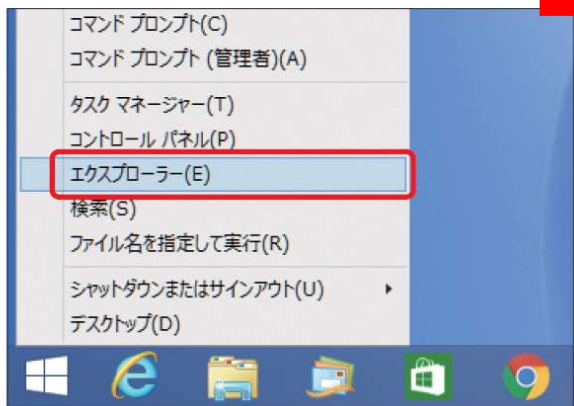 コマンド プロンプト(C)
コマンド プロンプト (管理者)(A)
タスク マネージャー(T)
コントロール パネル(P)
エクスプローラー(E)
検索(S)
ファイル名を指定して実行(R)
シャットダウンまたはサインアウト(U)
デスクトップ(D)